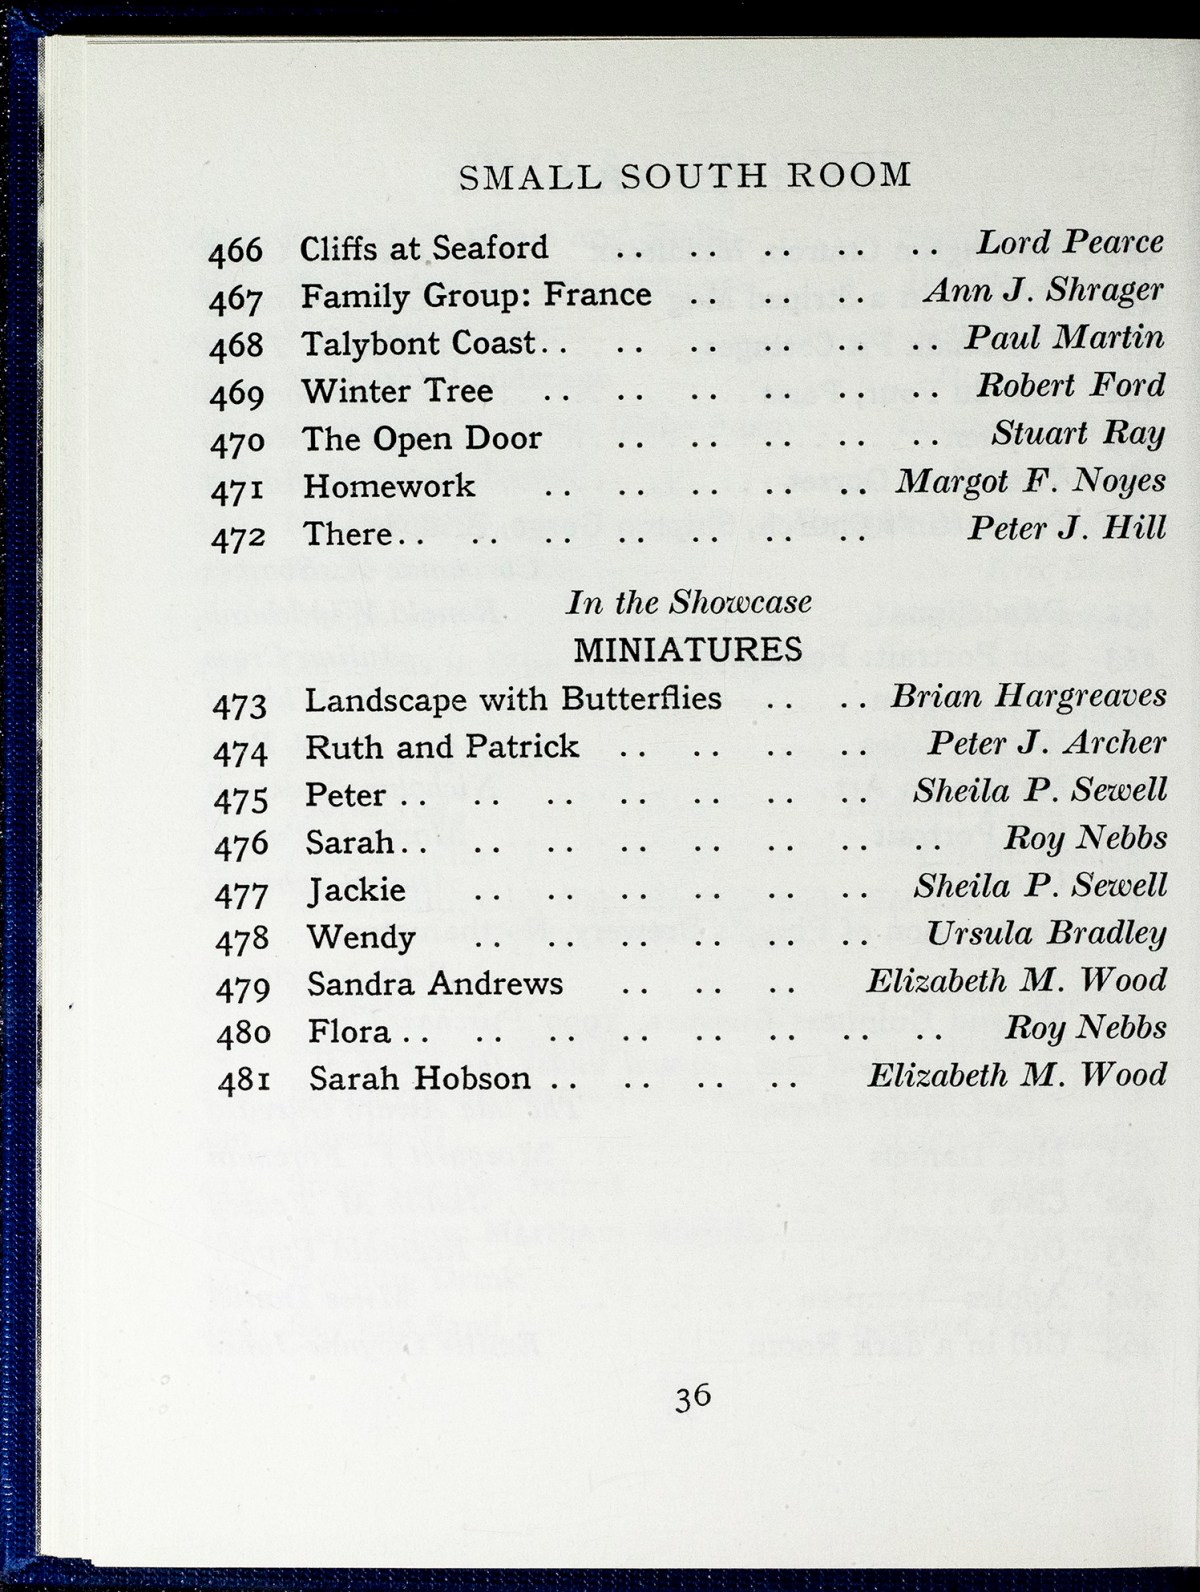 SMALL SOUTH ROOM
466 Cliffs at Seaford .. .. .. .. .. Lord Pearce
467 Family Group: France .. .. .. Ann J. Shrager
468 Talybont Coast.. .. .. .. .. .. Paul Martin
469 Winter Tree .. .. .. .. .. .. Robert Ford
470 The Open Door .. .. .. .. .. Stuart Ray
471 Homework .. .. .. .. .. Margot F. Noyes
472 There.. .. .. .. .. .. .. Peter J. Hill
In the Showcase
MINIATURES
473 Landscape with Butterflies .. .. Brian Hargreaves
474 Ruth and Patrick .. .. .. .. Peter J. Archer
475 Peter .. .. .. .. .. .. .. Sheila P. Sewell
476 Sarah.. .. .. .. .. .. .. .. Roy Nebbs
477 Jackie .. .. .. .. .. .. Sheila P. Sewell
478 Wendy .. .. .. .. .. .. Ursula Bradley
479 Sandra Andrews .. .. .. Elizabeth M. Wood
480 Flora .. .. .. .. .. .. .. .. Roy Nebbs
481 Sarah Hobson .. .. .. .. Elizabeth M. Wood
36